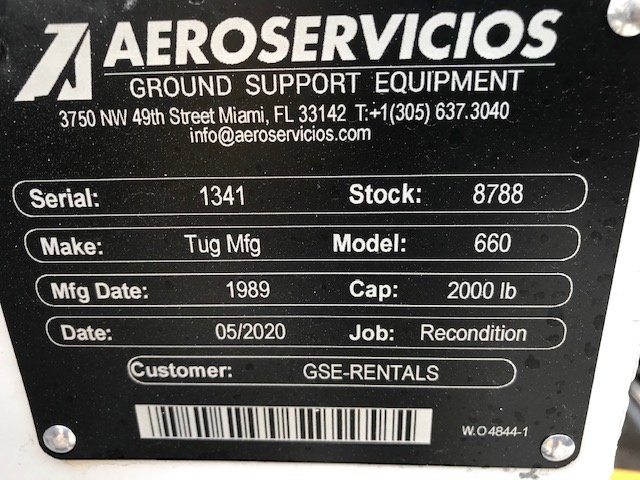 AEROSERVICIOS
GROUND SUPPORT EQUIPMENT
3750 NW 49th Street Miami, FL 33142 T:+1(305) 637.3040
info@aeroservicios.com
Serial: 1341 Stock: 8788
Make: Tug Mfg Model: 660
Mfg Date: 1989 Cap: 2000 lb
Date: 05/2020 Job: Recondition
Customer: GSE-RENTALS
W.O 4844-1